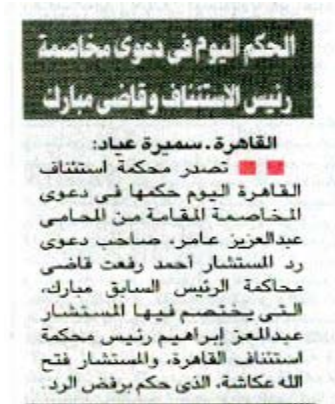 الحكم اليوم فى دعوى مخاصمة
رئيس الاستئناف وقاضى مبارك
القاهرة ـ سميرة عياد:
تصدر محكمة استئناف
القاهرة اليوم حكمها فى دعوى
المخاصمة المقامة من المحامى
عبدالعزيز عامر، صاحب دعوى
رد المستشار أحمد رفعت قاضى
محاكمة الرئيس السابق مبارك،
التى يختصم فيها المستشار
عبدالمعز إبراهيم رئيس محكمة
استئناف القاهرة، والمستشار فتح
الله عكاشة، الذى حكم برفض الرد